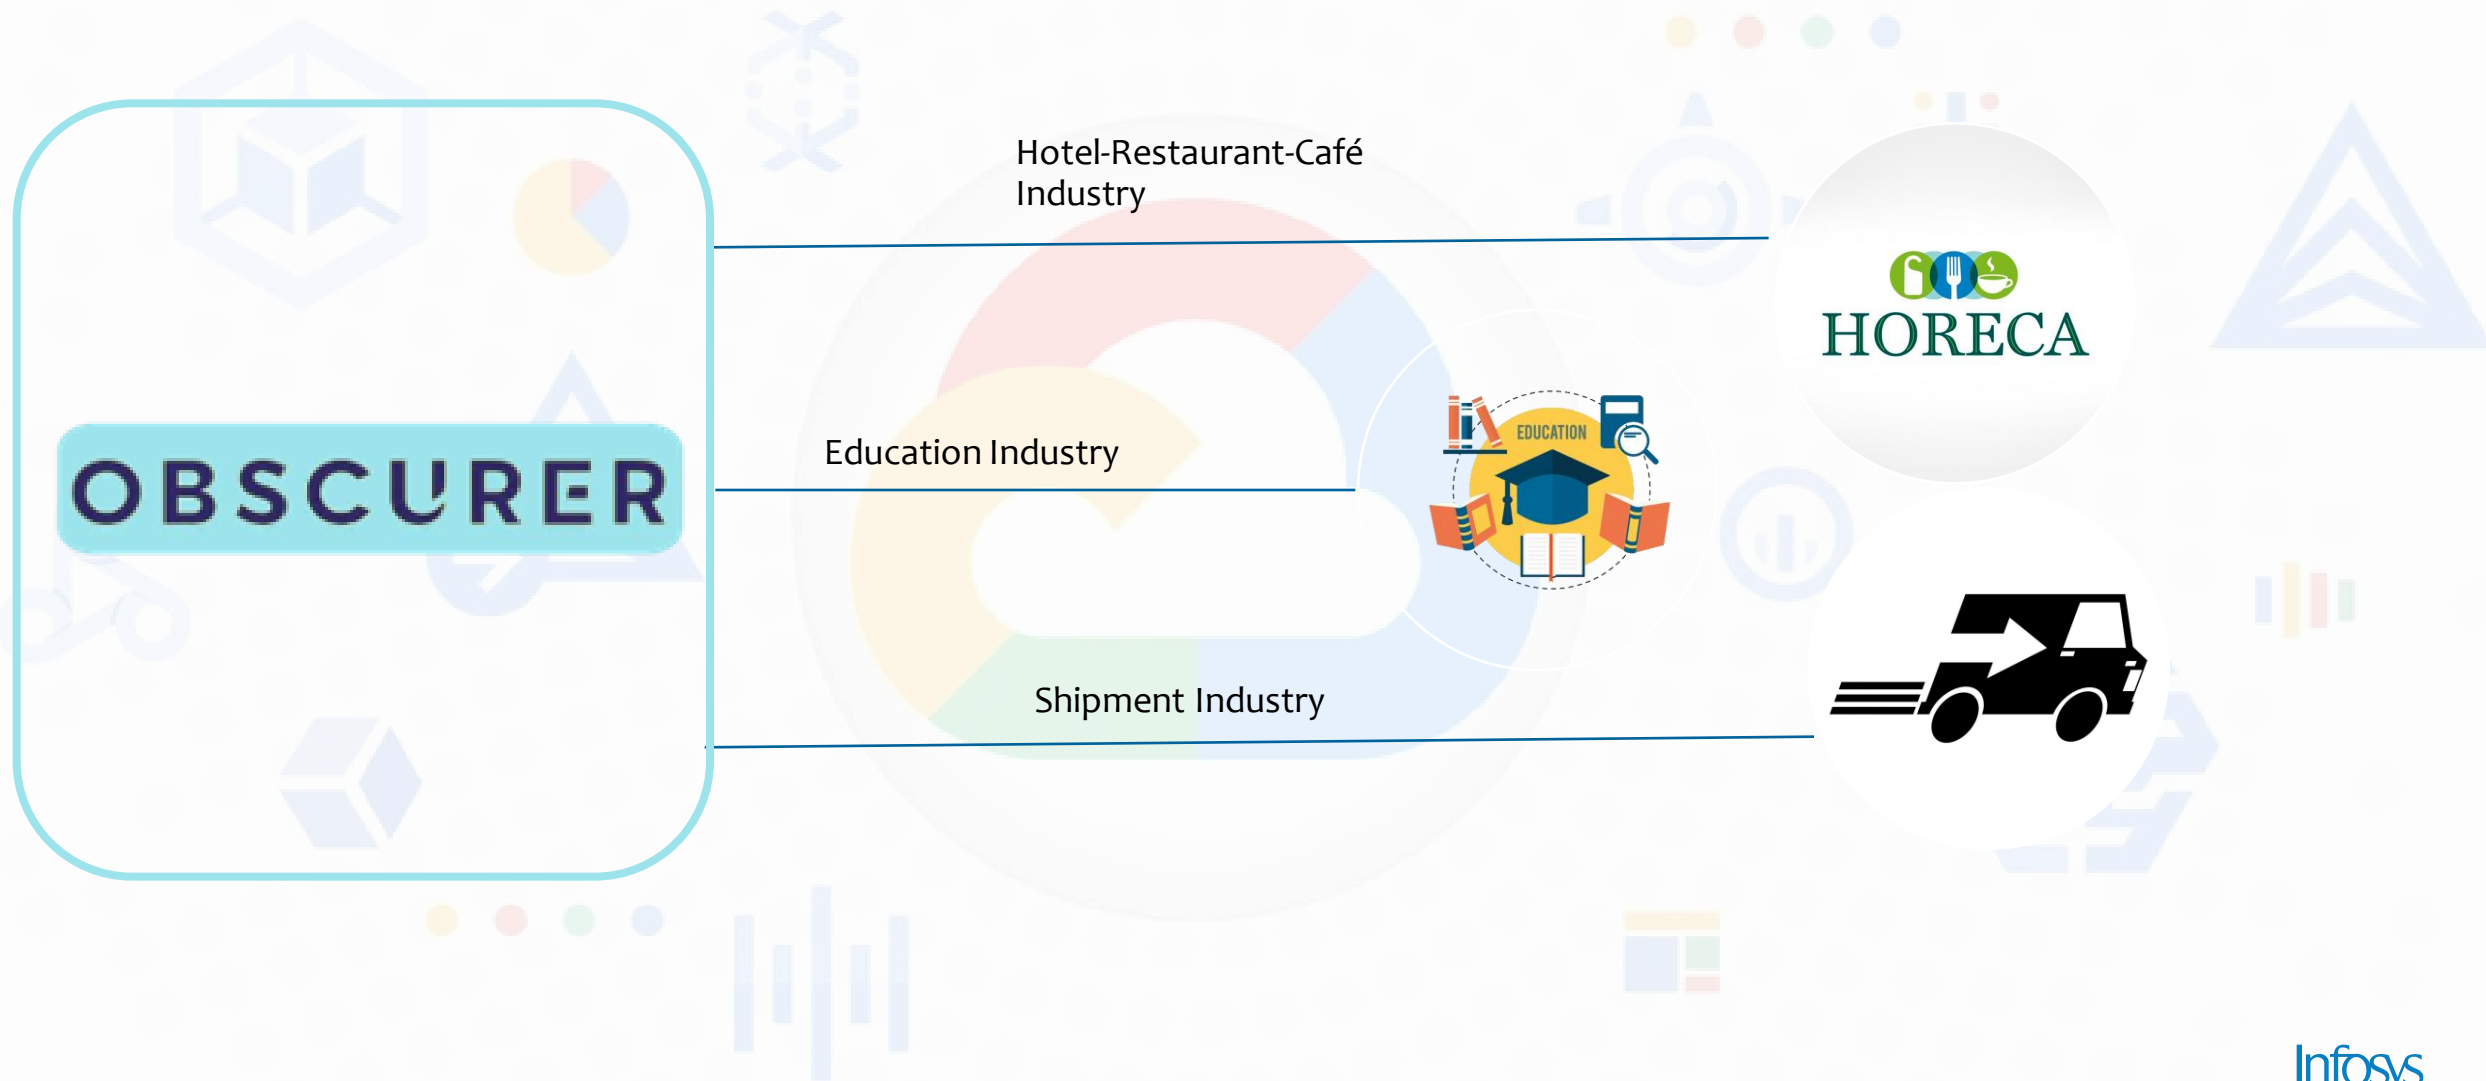 Hotel-Restaurant-Café
Industry
HORECA
EDUCATION
Education Industry
OBSCURER
Shipment Industry
Infosys